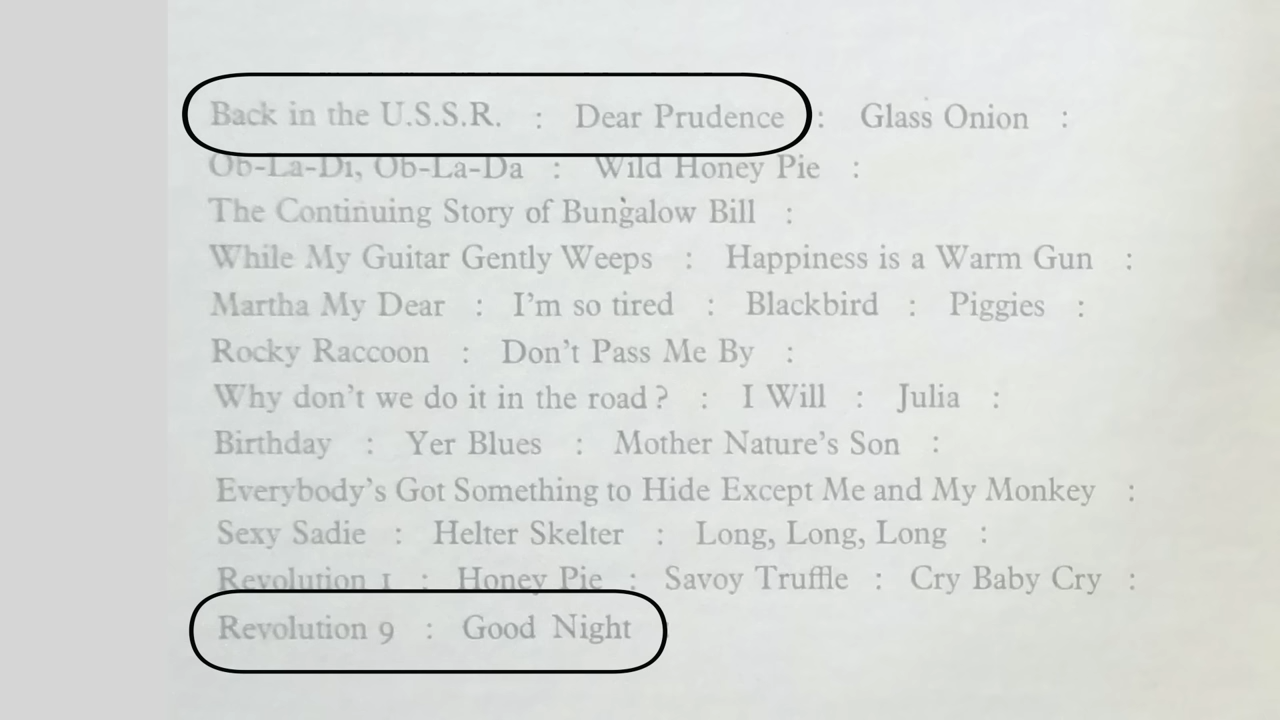 Back in the U.S.S.R. : Dear Prudence : Glass Onion :
Ob-La-Di, Ob-La-Da : Wild Honey Pie :
The Continuing Story of Bungalow Bill :
While My Guitar Gently Weeps : Happiness is a Warm Gun :
Martha My Dear : I'm so tired : Blackbird : Piggies :
Rocky Raccoon : Don't Pass Me By :
Why don't we do it in the road? : I Will : Julia :
Birthday : Yer Blues : Mother Nature's Son :
Everybody's Got Something to Hide Except Me and My Monkey :
Sexy Sadie : Helter Skelter : Long, Long, Long :
Revolution 1 : Honey Pie : Savoy Truffle : Cry Baby Cry :
Revolution 9 : Good Night